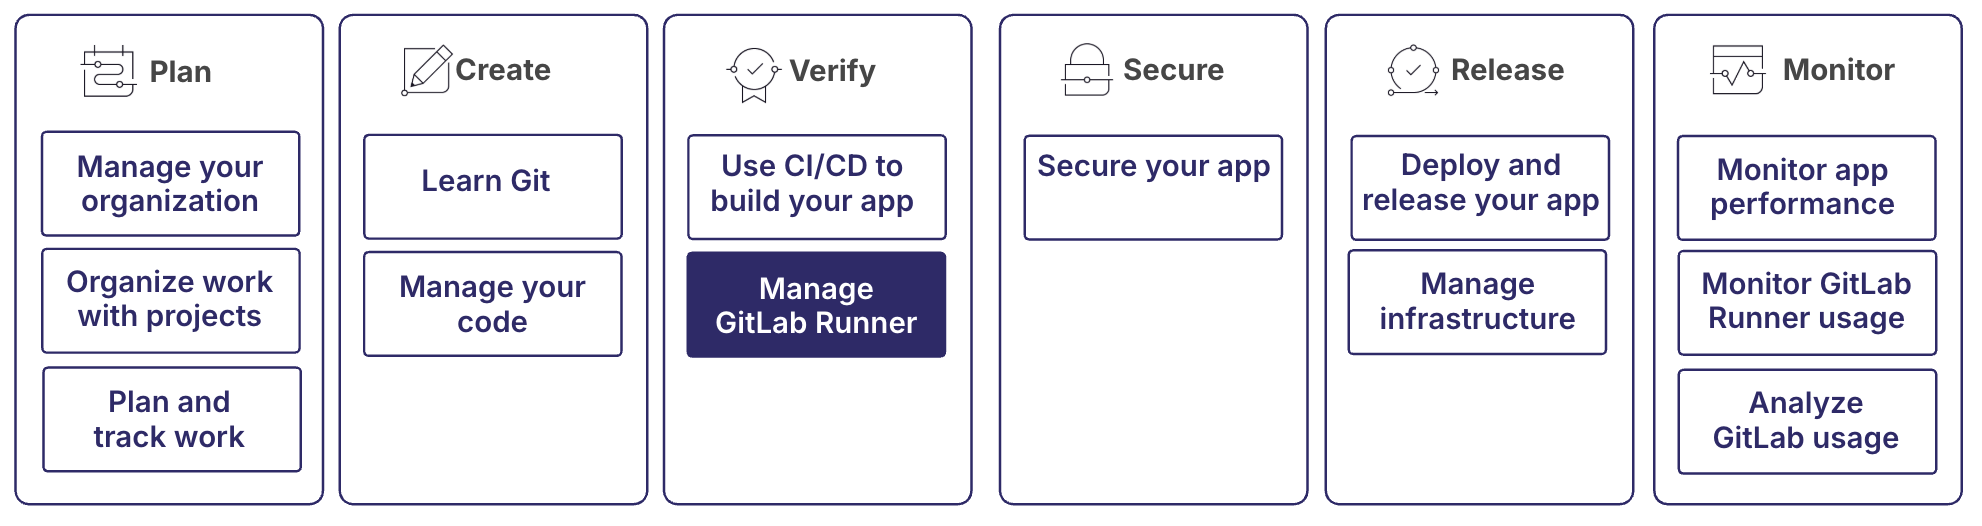 Plan
Manage your
organization
Organize work
with projects
Plan and
track work
Create
Learn Git
Manage your
code
Verify
Use CI/CD to
build your app
Manage
GitLab Runner
Secure
Secure your app
Release
Deploy and
release your app
Manage
infrastructure
Monitor
Monitor app
performance
Monitor GitLab
Runner usage
Analyze
GitLab usage